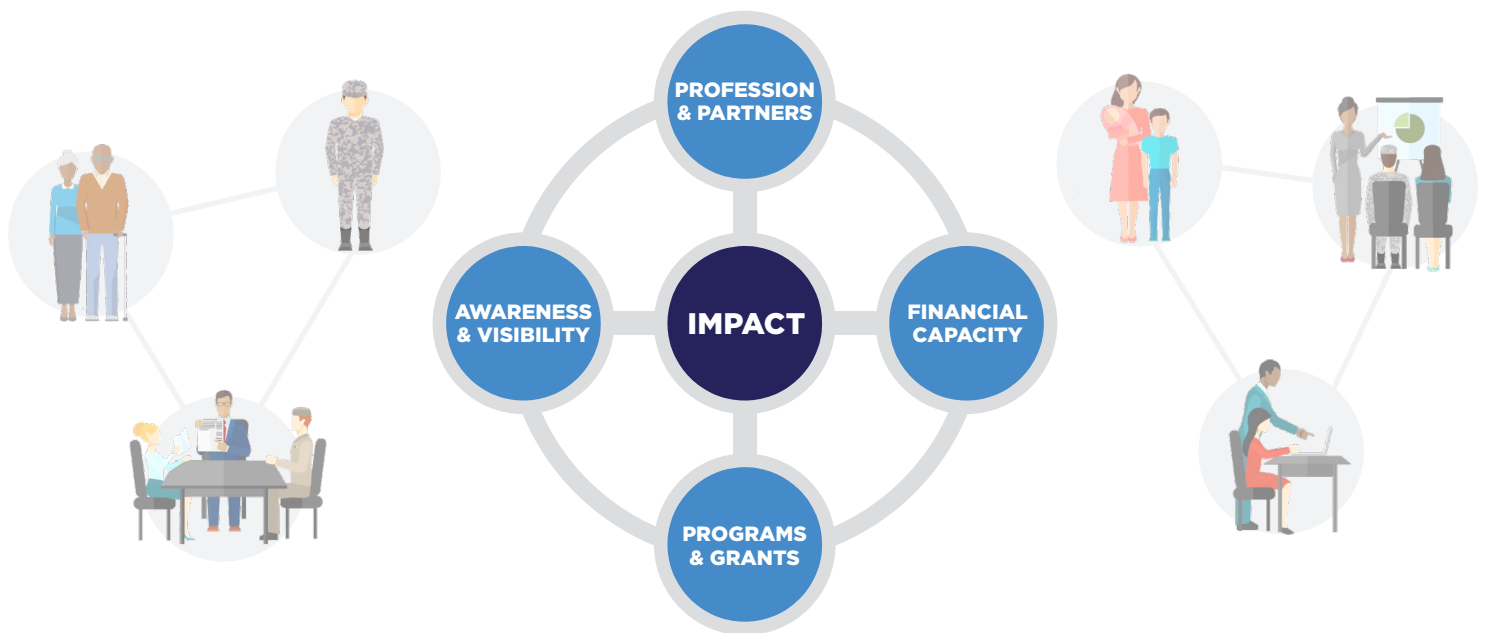 PROFESSION
& PARTNERS
AWARENESS
& VISIBILITY
IMPACT
FINANCIAL
CAPACITY
PROGRAMS
& GRANTS